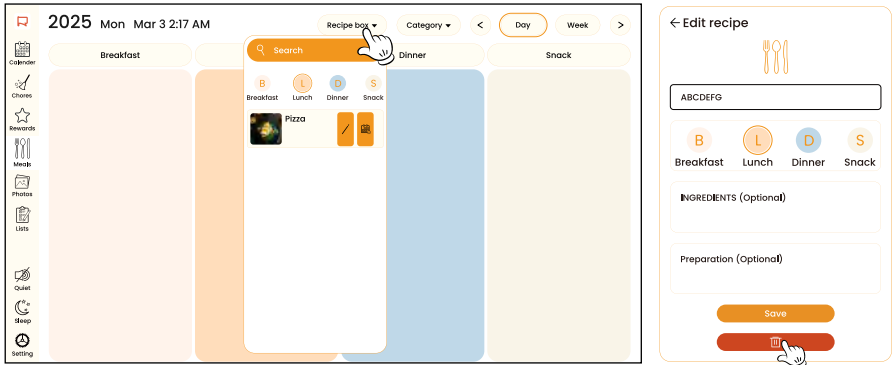 2025 Mon Mar 3 2:17 AM
Recipe box
Category
<
Day
Week
>
Calender
Chores
Rewards
Meals
Photos
Lists
Quiet
Sleep
Setting
Breakfast
Dinner
Snack
Search
B L D S
Breakfast Lunch Dinner Snack
Pizza
Edit recipe
ABCDEFG
B L D S
Breakfast Lunch Dinner Snack
INGREDIENTS (Optional)
Preparation (Optional)
Save